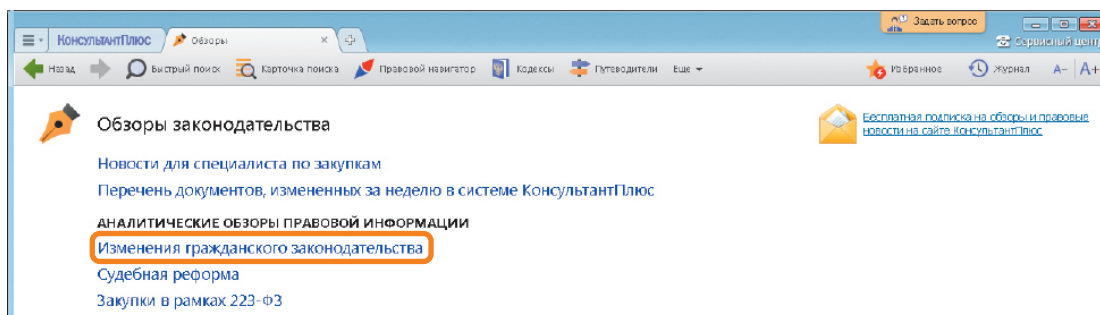 Задать вопрос
КонсультантПлюс Обзоры
Сервисный цент
Назад Быстрый поиск Карточка поиска Правовой навигатор Кодексы Путеводители Еще Избранное Журнал А- А+
Обзоры законодательства
Бесплатная подписка на обзоры и правовые
новости на сайте КонсультантПлюс
Новости для специалиста по закупкам
Перечень документов, измененных за неделю в системе КонсультантПлюс
АНАЛИТИЧЕСКИЕ ОБЗОРЫ ПРАВОВОЙ ИНФОРМАЦИИ
Изменения гражданского законодательства
Судебная реформа
Закупки в рамках 223-ФЗ